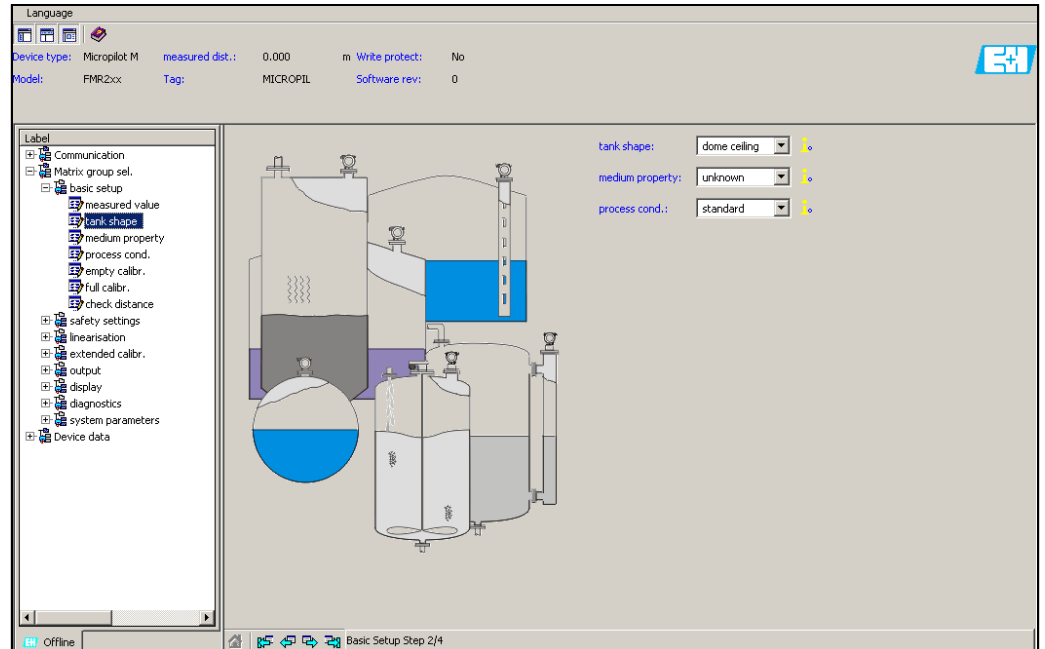 Language
Device type: Micropilot M measured dist.: 0.000 m Write protect: No
Model: FMR2xx Tag: MICROPIL Software rev: 0
E+H
Label
Communication
Matrix group sel.
basic setup
measured value
tank shape
medium property
process cond.
empty calibr.
full calibr.
check distance
safety settings
linearisation
extended calibr.
output
display
diagnostics
system parameters
Device data
tank shape: dome ceiling
medium property: unknown
process cond.: standard
Offline
Basic Setup Step 2/4